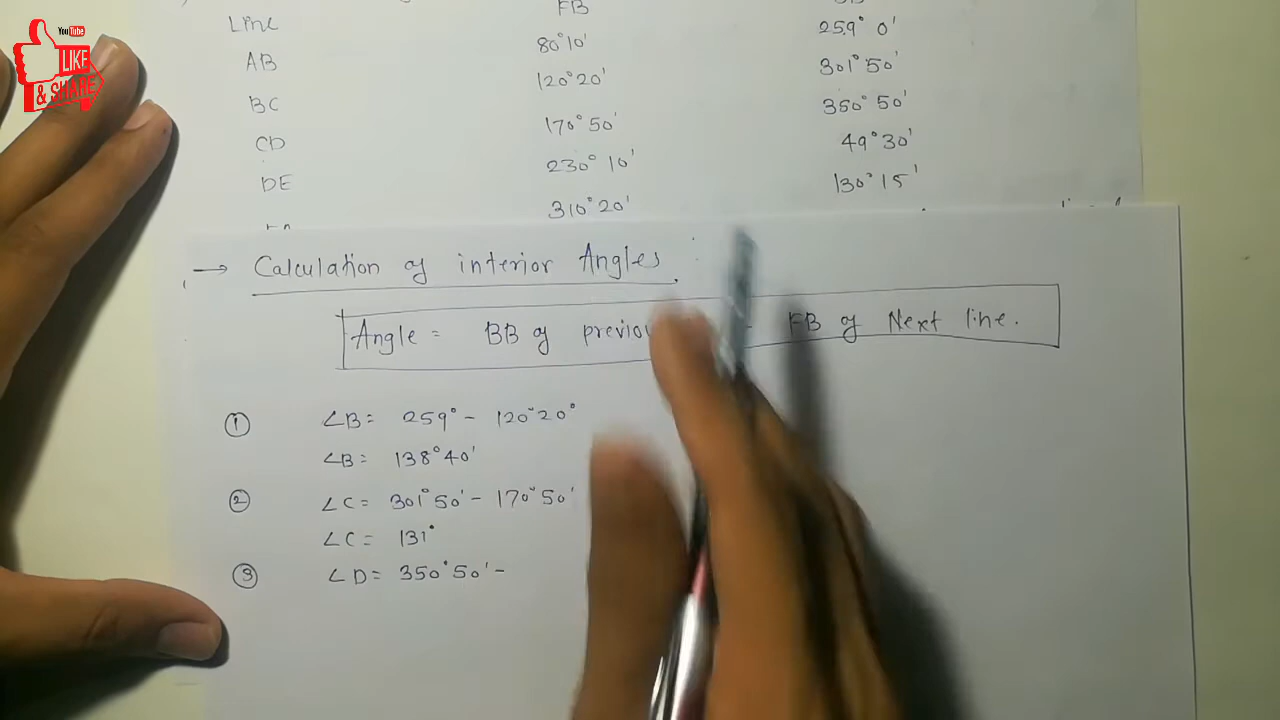 YouTube
LIKE
& SHARE
Line FB
AB 80°10' 259° 0'
BC 120°20' 301°50'
CD 170°50' 350°50'
DE 230°10' 49°30'
310°20' 130°15'
→ Calculation of interior Angles :
Angle = BB of FB of Next line.
① ∠B = 259° - 120°20°
∠B = 138°40'
② ∠C = 301°50' - 170°50'
∠C = 131°
③ ∠D = 350°50' -